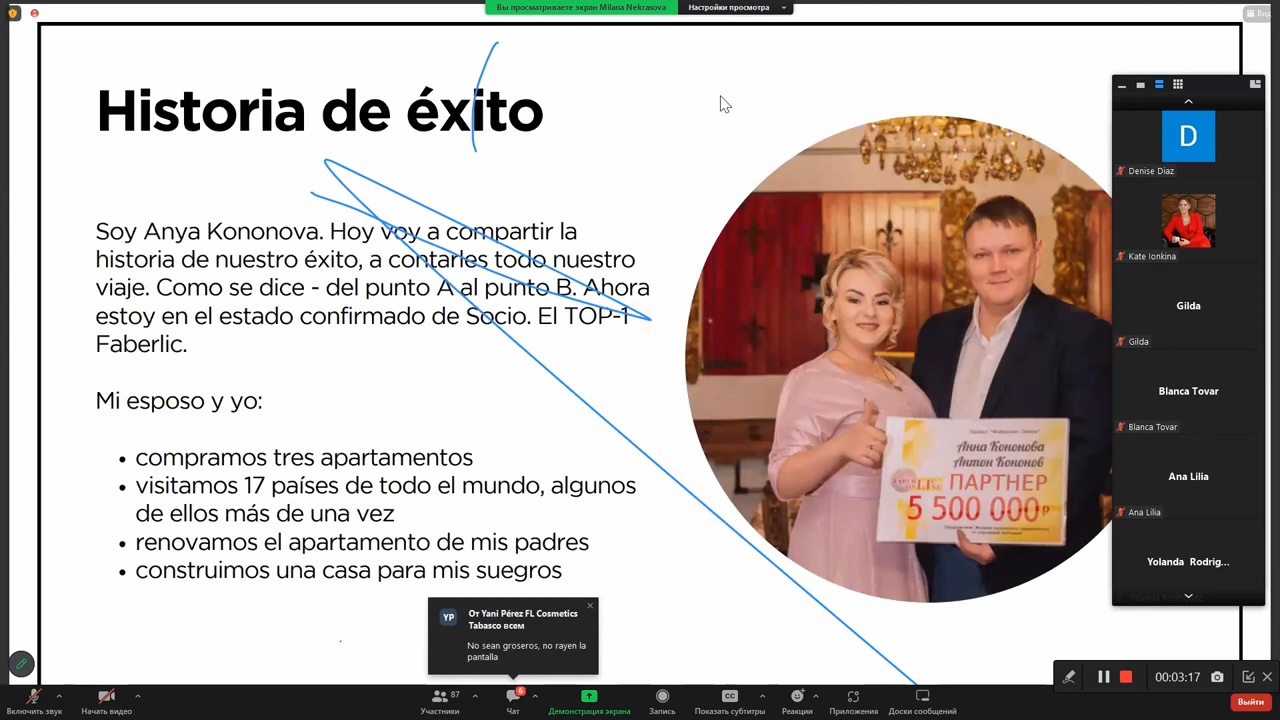 Вы просматриваете экран Milana Nekrasova
Настройки просмотра
Вид
Historia de éxito
Soy Anya Kononova. Hoy voy a compartir la
historia de nuestro éxito, a contarles todo nuestro
viaje. Como se dice - del punto A al punto B. Ahora
estoy en el estado confirmado de Socio. El TOP-1
Faberlic.
Mi esposo y yo:
• compramos tres apartamentos
• visitamos 17 países de todo el mundo, algunos
de ellos más de una vez
• renovamos el apartamento de mis padres
• construimos una casa para mis suegros
Анна Кононова
Антон Кононов
ПАРТНЕР
5 500 000₽
D
Denise Diaz
Kate Ionkina
Gilda
Gilda
Blanca Tovar
Blanca Tovar
Ana Lilia
Ana Lilia
Yolanda Rodrig...
YP
От Yani Pérez FL Cosmetics
Tabasco всем
No sean groseros, no rayen la
pantalla
00:03:17
Включить звук
Начать видео
87
Участники
6
Чат
Демонстрация экрана
Запись
CC
Показать субтитры
Реакции
Приложения
Доски сообщений
Выйти